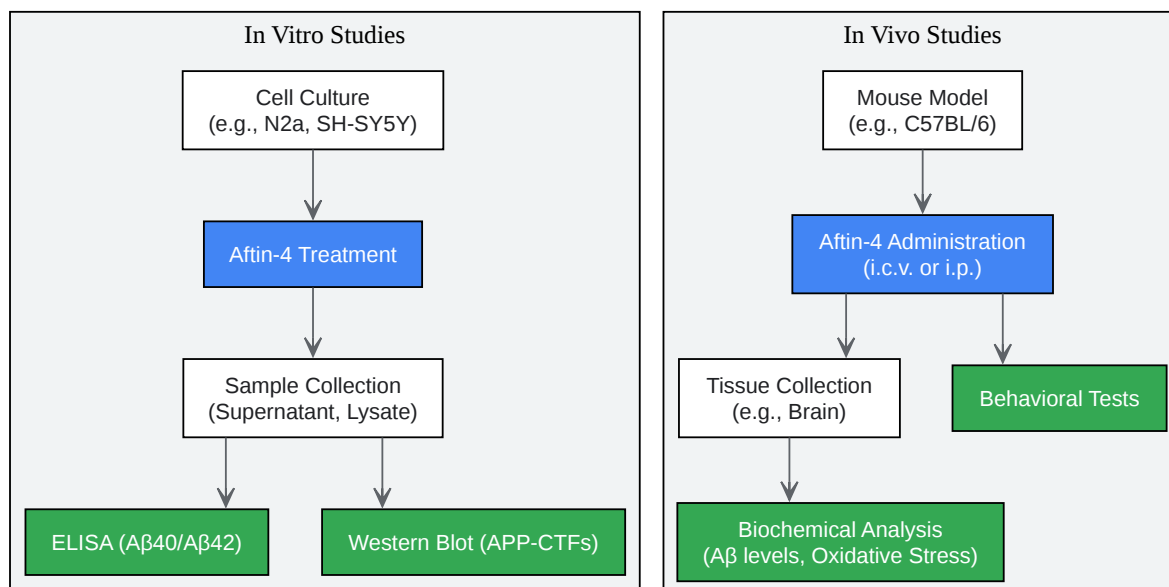 In Vitro Studies
Cell Culture
(e.g., N2a, SH-SY5Y)
Aftin-4 Treatment
Sample Collection
(Supernatant, Lysate)
ELISA (Aβ40/Aβ42)
Western Blot (APP-CTFs)
In Vivo Studies
Mouse Model
(e.g., C57BL/6)
Aftin-4 Administration
(i.c.v. or i.p.)
Tissue Collection
(e.g., Brain)
Behavioral Tests
Biochemical Analysis
(Aβ levels, Oxidative Stress)